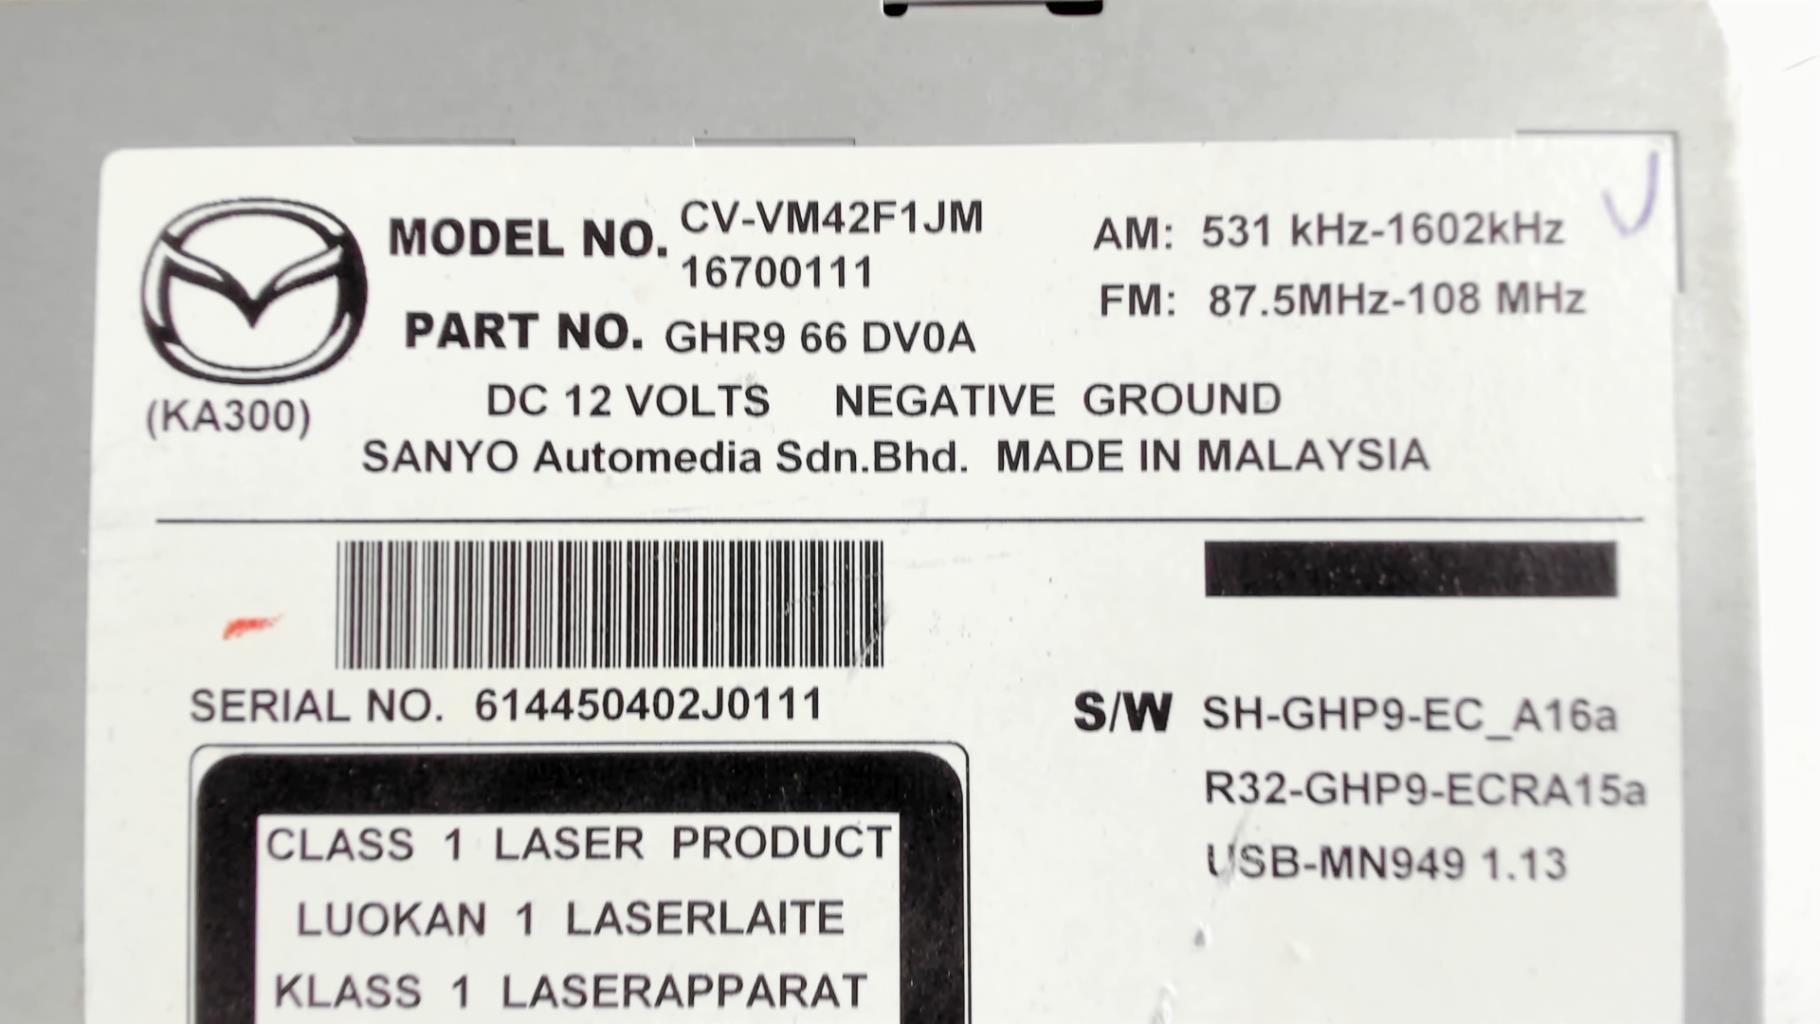 MODEL NO. CV-VM42F1JM
16700111
AM: 531 kHz-1602kHz
FM: 87.5MHz-108 MHz
PART NO. GHR9 66 DV0A
(KA300)
DC 12 VOLTS NEGATIVE GROUND
SANYO Automedia Sdn.Bhd. MADE IN MALAYSIA
SERIAL NO. 614450402J0111
S/W SH-GHP9-EC_A16a
R32-GHP9-ECRA15a
USB-MN949 1.13
CLASS 1 LASER PRODUCT
LUOKAN 1 LASERLAITE
KLASS 1 LASERAPPARAT